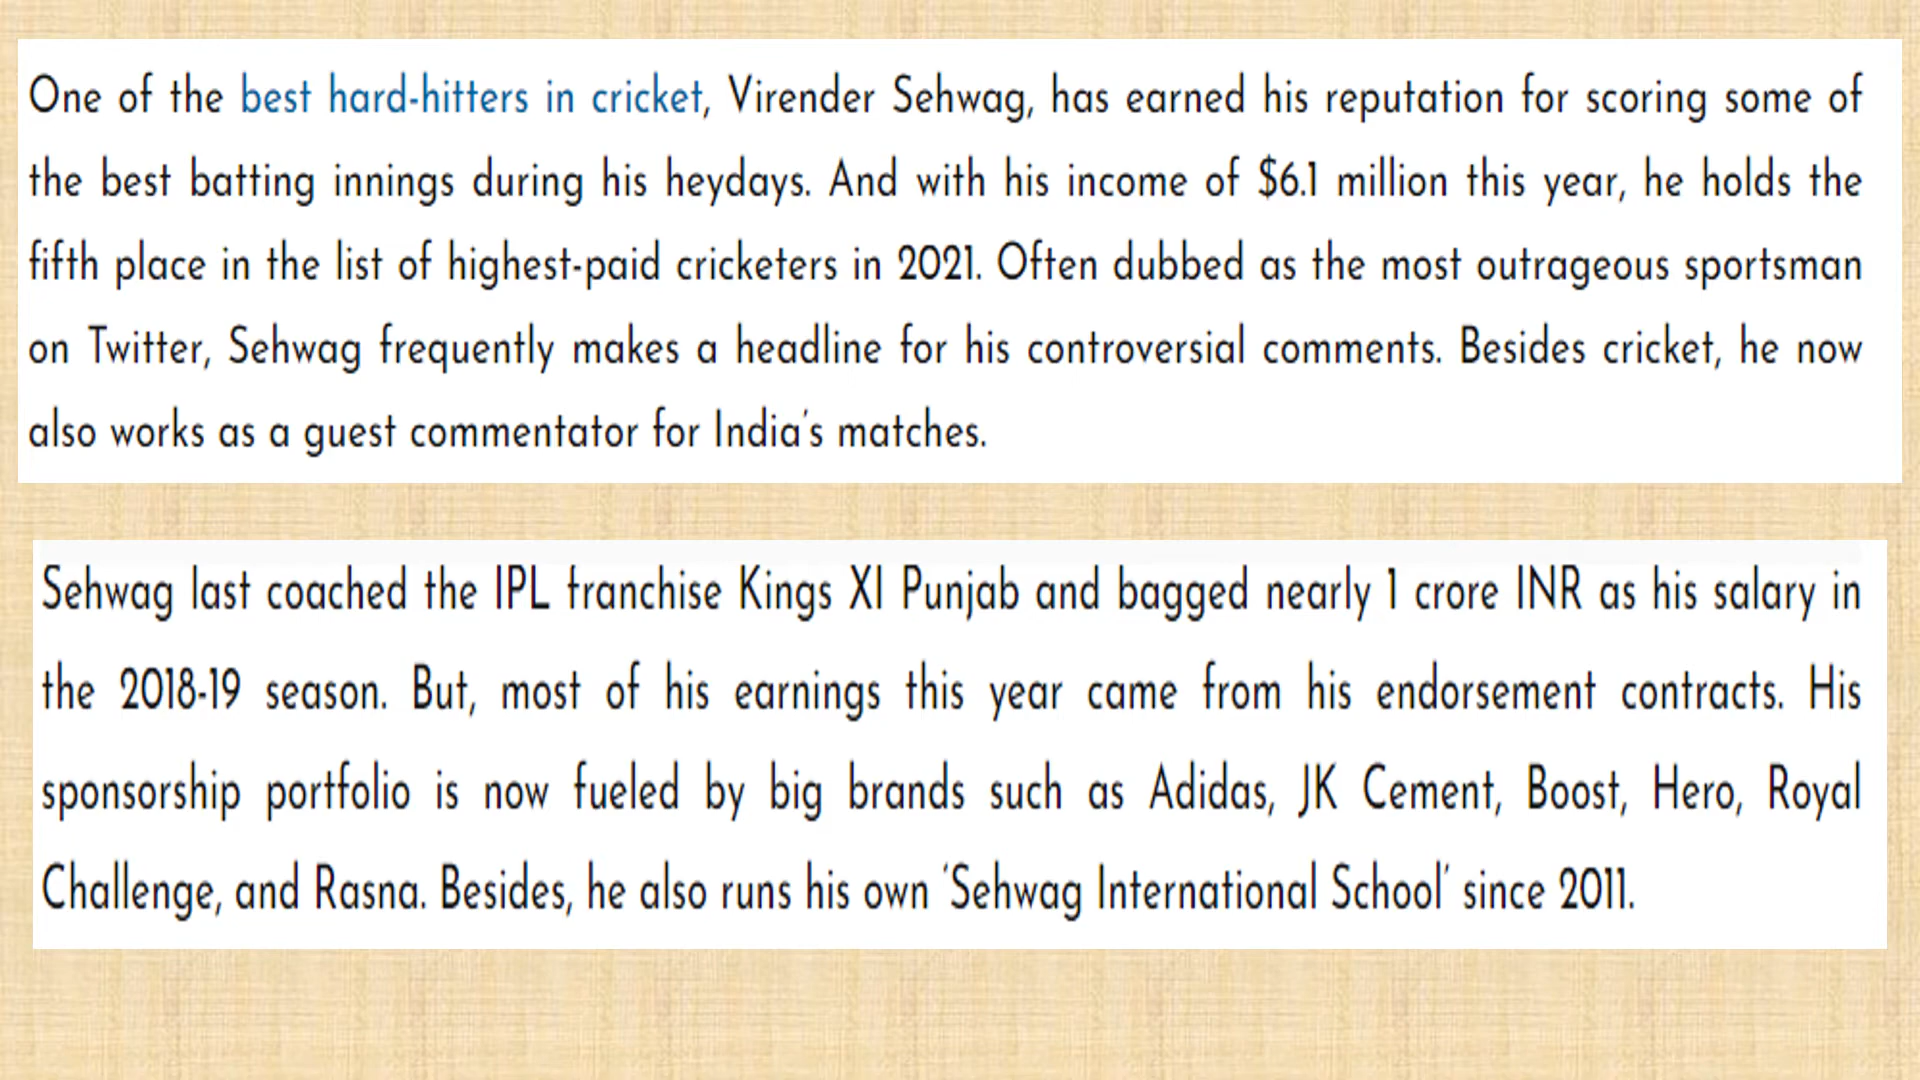 One of the best hard-hitters in cricket, Virender Sehwag, has earned his reputation for scoring some of
the best batting innings during his heydays. And with his income of $6.1 million this year, he holds the
fifth place in the list of highest-paid cricketers in 2021. Often dubbed as the most outrageous sportsman
on Twitter, Sehwag frequently makes a headline for his controversial comments. Besides cricket, he now
also works as a guest commentator for India's matches.
Sehwag last coached the IPL franchise Kings XI Punjab and bagged nearly 1 crore INR as his salary in
the 2018-19 season. But, most of his earnings this year came from his endorsement contracts. His
sponsorship portfolio is now fueled by big brands such as Adidas, JK Cement, Boost, Hero, Royal
Challenge, and Rasna. Besides, he also runs his own 'Sehwag International School' since 2011.